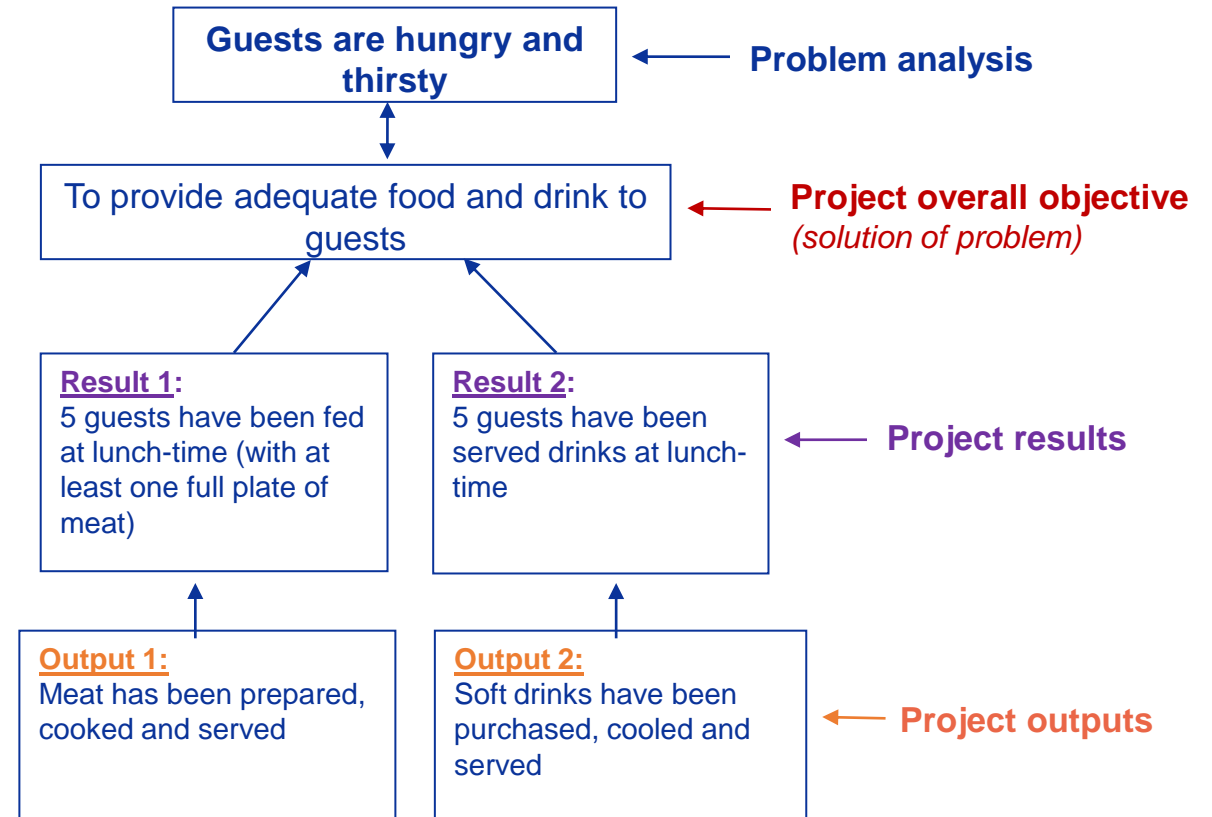 Guests are hungry and
thirsty
Problem analysis
To provide adequate food and drink to
guests
Project overall objective
(solution of problem)
Result 1:
5 guests have been fed
at lunch-time (with at
least one full plate of
meat)
Result 2:
5 guests have been
served drinks at lunch-
time
Project results
Output 1:
Meat has been prepared,
cooked and served
Output 2:
Soft drinks have been
purchased, cooled and
served
Project outputs